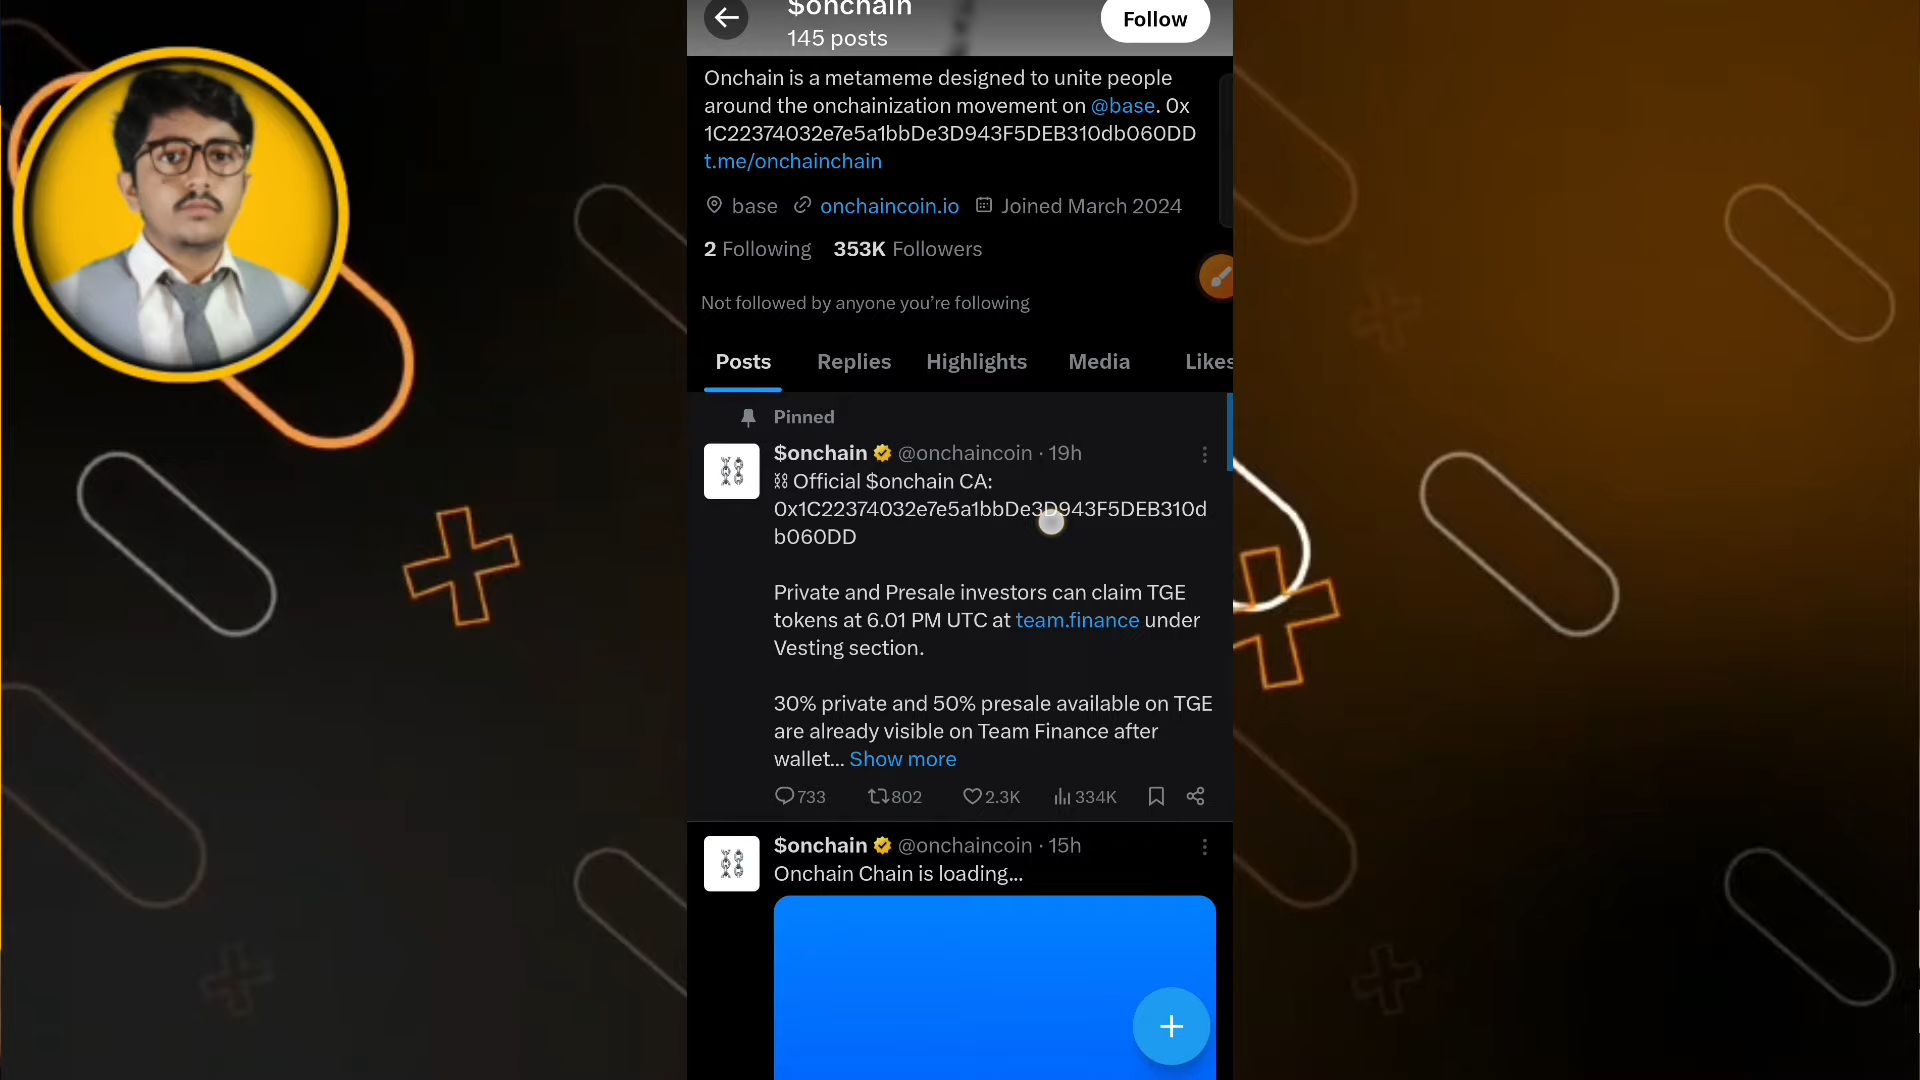 $onchain
145 posts
Follow
Onchain is a metameme designed to unite people
around the onchainization movement on @base. 0x
1C22374032e7e5a1bbDe3D943F5DEB310db060DD
t.me/onchainchain
base onchaincoin.io Joined March 2024
2 Following 353K Followers
Not followed by anyone you’re following
Posts Replies Highlights Media Likes
Pinned
$onchain @onchaincoin · 19h
⛓ Official $onchain CA:
0x1C22374032e7e5a1bbDe3D943F5DEB310d
b060DD
Private and Presale investors can claim TGE
tokens at 6.01 PM UTC at team.finance under
Vesting section.
30% private and 50% presale available on TGE
are already visible on Team Finance after
wallet... Show more
733 802 2.3K 334K
$onchain @onchaincoin · 15h
Onchain Chain is loading...